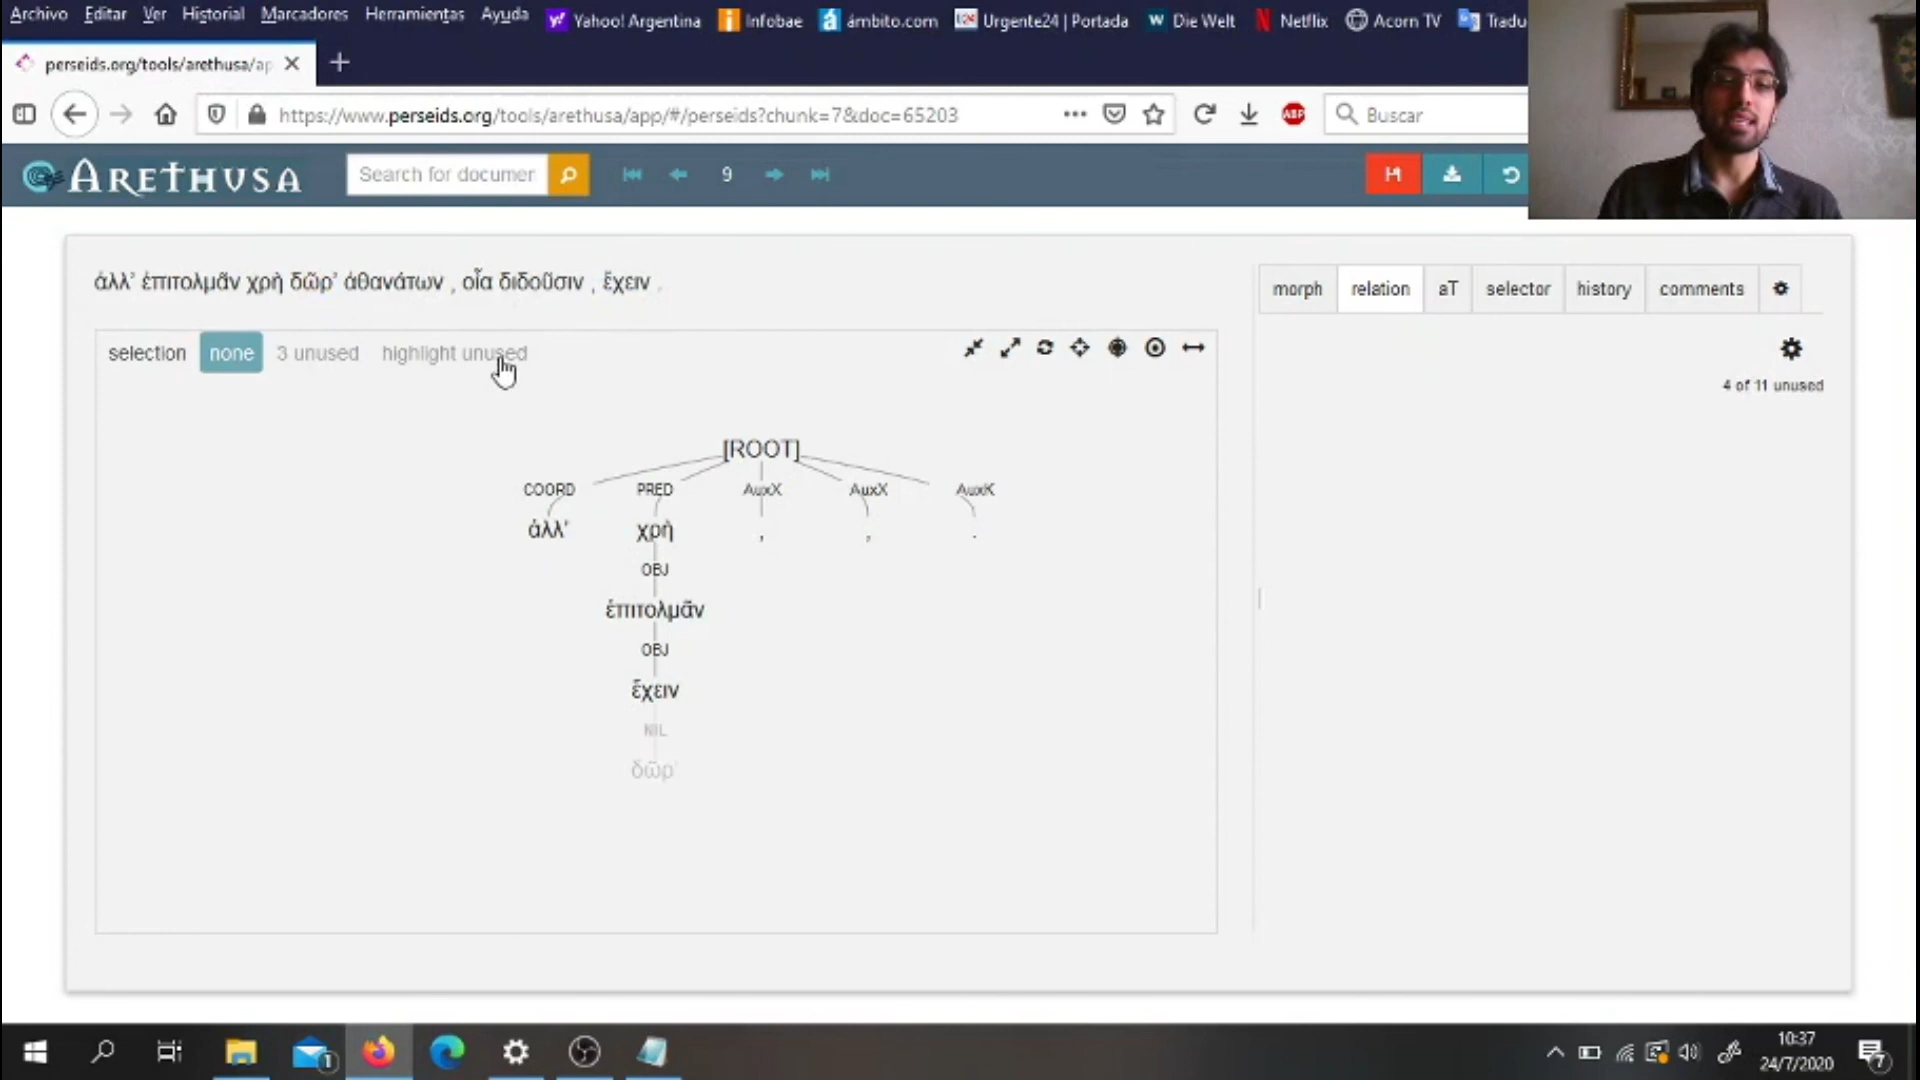 Archivo Editar Ver Historial Marcadores Herramientas Ayuda Yahoo! Argentina Infobae ámbito.com Urgente24 | Portada Die Welt Netflix Acorn TV Tradu
perseids.org/tools/arethusa/ap
https://www.perseids.org/tools/arethusa/app/#/perseids?chunk=7&doc=65203 ABP Buscar
ARETHUSA Search for documen 9
ἀλλ’ ἐπιτολμᾶν χρὴ δῶρ’ ἀθανάτων , οἷα διδοῦσιν , ἔχειν .
morph relation aT selector history comments
selection none 3 unused highlight unused
4 of 11 unused
[ROOT]
COORD PRED AuxX AuxX AuxK
ἀλλ’ χρὴ , , .
OBJ
ἐπιτολμᾶν
OBJ
ἔχειν
NIL
δῶρ’
1 10:37
24/7/2020 7